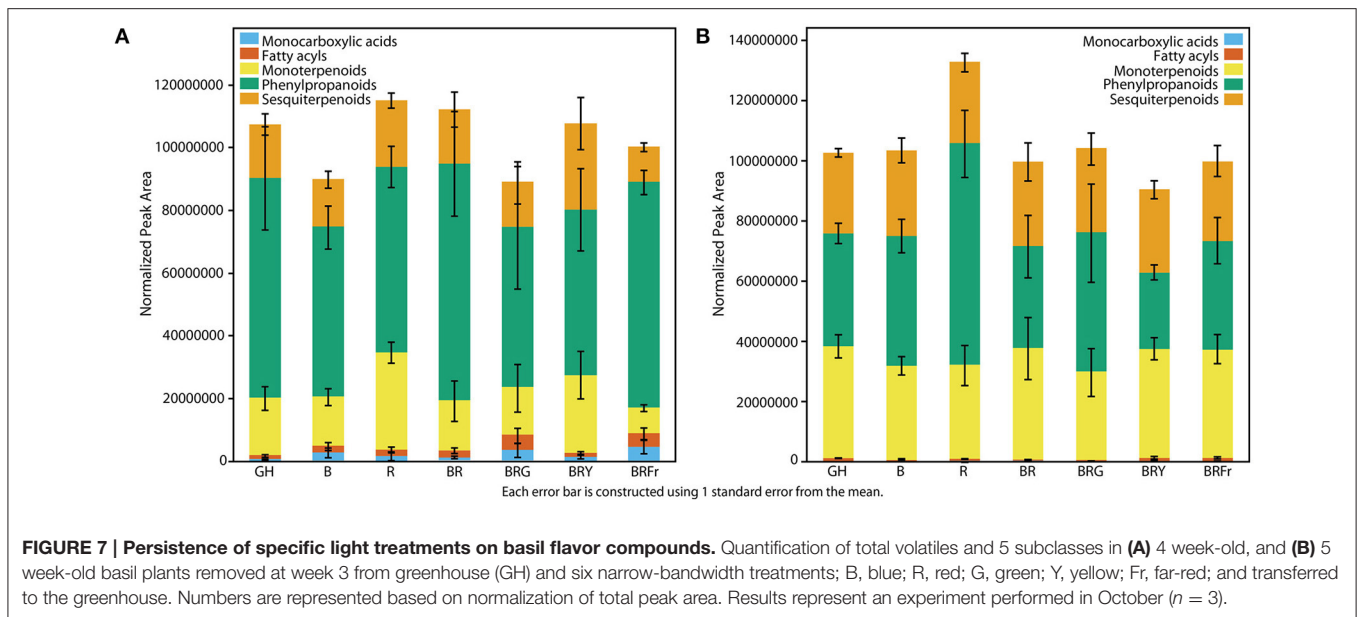 A
B
Monocarboxylic acids
Fatty acyls
Monoterpenoids
Phenylpropanoids
Sesquiterpenoids
Normalized Peak Area
120000000
100000000
80000000
60000000
40000000
20000000
0
GH B R BR BRG BRY BRFr
Monocarboxylic acids
Fatty acyls
Monoterpenoids
Phenylpropanoids
Sesquiterpenoids
Normalized Peak Area
140000000
120000000
100000000
80000000
60000000
40000000
20000000
0
GH B R BR BRG BRY BRFr
Each error bar is constructed using 1 standard error from the mean.
FIGURE 7 | Persistence of specific light treatments on basil flavor compounds. Quantification of total volatiles and 5 subclasses in (A) 4 week-old, and (B) 5
week-old basil plants removed at week 3 from greenhouse (GH) and six narrow-bandwidth treatments; B, blue; R, red; G, green; Y, yellow; Fr, far-red; and transferred
to the greenhouse. Numbers are represented based on normalization of total peak area. Results represent an experiment performed in October (n = 3).